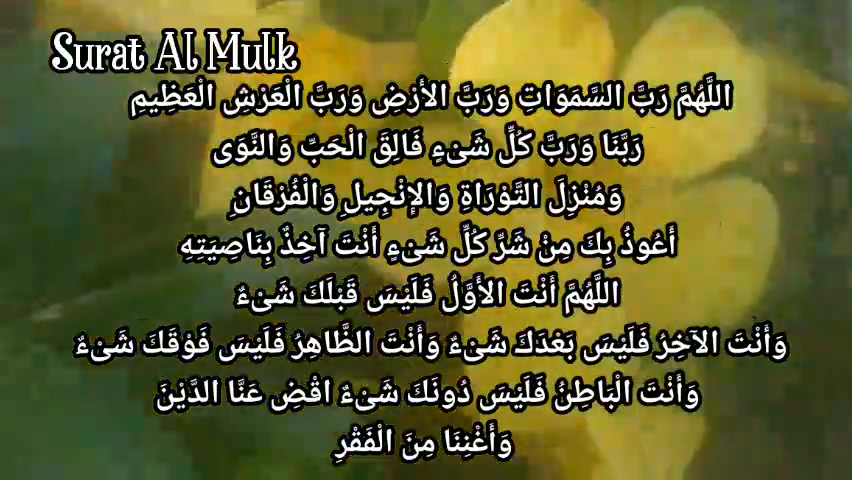 Surat Al Mulk
اللَّهُمَّ رَبَّ السَّمَوَاتِ وَرَبَّ الأَرْضِ وَرَبَّ الْعَرْشِ الْعَظِيمِ
رَبَّنَا وَرَبَّ كُلِّ شَىْءٍ فَالِقَ الْحَبِّ وَالنَّوَى
وَمُنْزِلَ التَّوْرَاةِ وَالإِنْجِيلِ وَالْفُرْقَانِ
أَعُوذُ بِكَ مِنْ شَرِّ كُلِّ شَىْءٍ أَنْتَ آخِذٌ بِنَاصِيَتِهِ
اللَّهُمَّ أَنْتَ الأَوَّلُ فَلَيْسَ قَبْلَكَ شَىْءٌ
وَأَنْتَ الآخِرُ فَلَيْسَ بَعْدَكَ شَىْءٌ وَأَنْتَ الظَّاهِرُ فَلَيْسَ فَوْقَكَ شَىْءٌ
وَأَنْتَ الْبَاطِنُ فَلَيْسَ دُونَكَ شَىْءٌ اقْضِ عَنَّا الدَّيْنَ
وَأَغْنِنَا مِنَ الْفَقْرِ